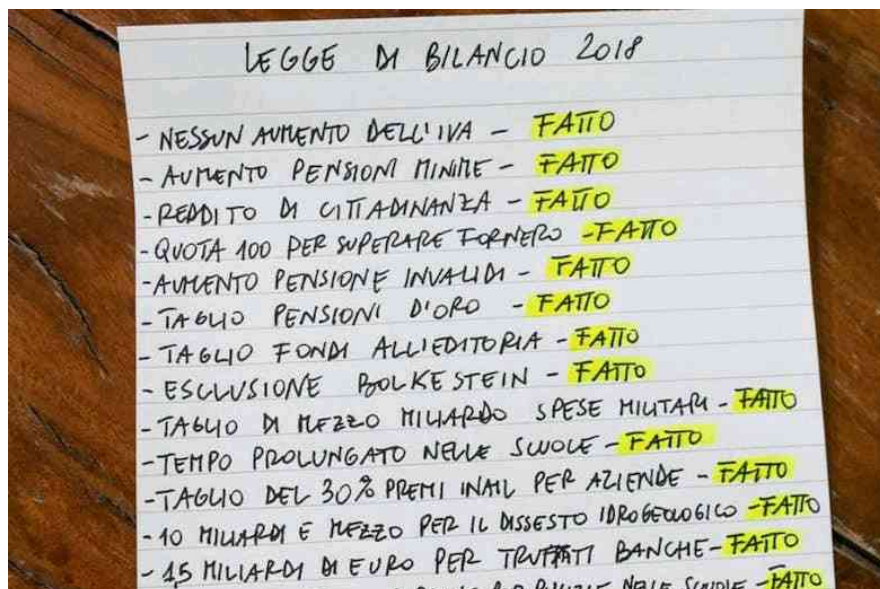 LEGGE DI BILANCIO 2018
- NESSUN AUMENTO DELL'IVA - FATTO
- AUMENTO PENSIONI MINIME - FATTO
- REDDITO DI CITTADINANZA - FATTO
- QUOTA 100 PER SUPERARE FORNERO - FATTO
- AUMENTO PENSIONE INVALIDI - FATTO
- TAGLIO PENSIONI D'ORO - FATTO
- TAGLIO FONDI ALL'EDITORIA - FATTO
- ESCLUSIONE BOLKESTEIN - FATTO
- TAGLIO DI MEZZO MILIARDO SPESE MILITARI - FATTO
- TEMPO PROLUNGATO NELLE SCUOLE - FATTO
- TAGLIO DEL 30% PREMI INAIL PER AZIENDE - FATTO
- 10 MILIARDI E MEZZO PER IL DISSESTO IDROGEOLOGICO - FATTO
- 1,5 MILIARDI DI EURO PER TRUFFATI BANCHE - FATTO
NELLE SCUOLE - FATTO